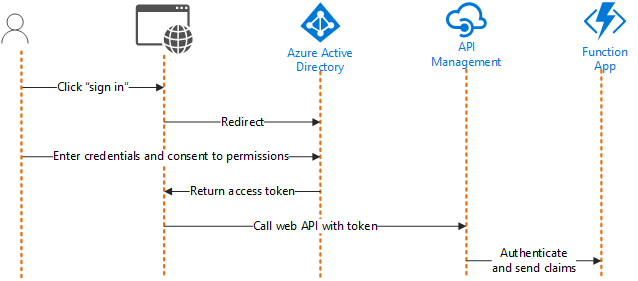 Azure Active
Directory
API
Management
Function
App
Click “sign in”
Redirect
Enter credentials and consent to permissions
Return access token
Call web API with token
Authenticate
and send claims